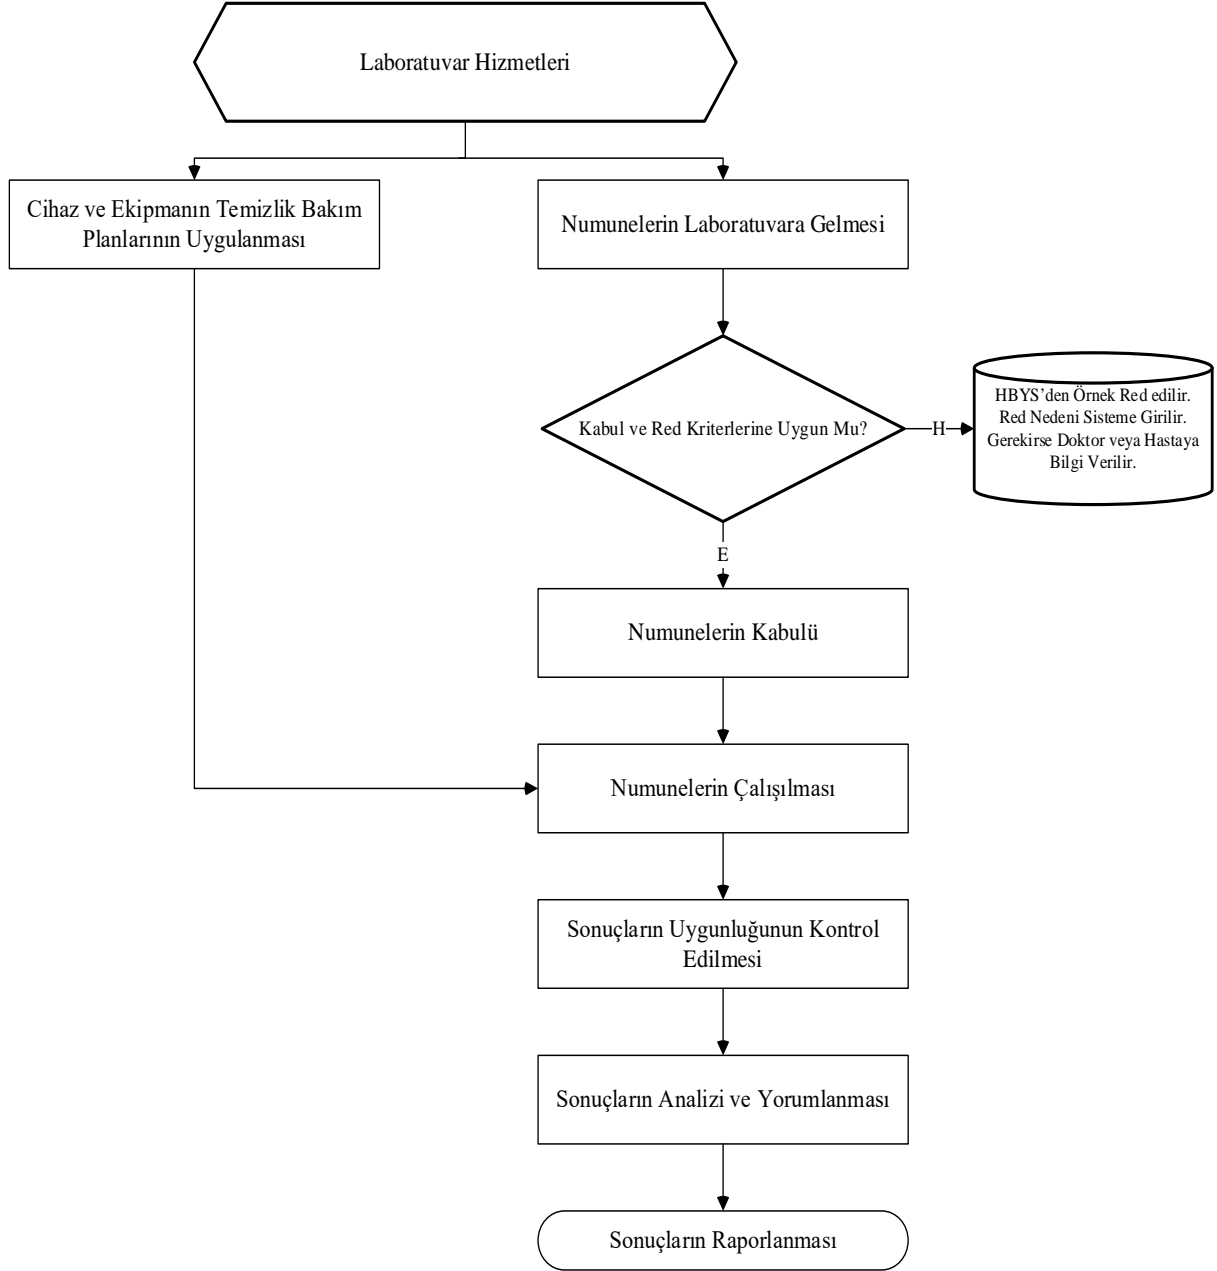 Laboratuvar Hizmetleri
Cihaz ve Ekipmanın Temizlik Bakım
Planlarının Uygulanması
Numunelerin Laboratuvara Gelmesi
Kabul ve Red Kriterlerine Uygun Mu?
H
HBYS’den Örnek Red edilir.
Red Nedeni Sisteme Girilir.
Gerekirse Doktor veya Hastaya
Bilgi Verilir.
E
Numunelerin Kabulü
Numunelerin Çalışılması
Sonuçların Uygunluğunun Kontrol
Edilmesi
Sonuçların Analizi ve Yorumlanması
Sonuçların Raporlanması